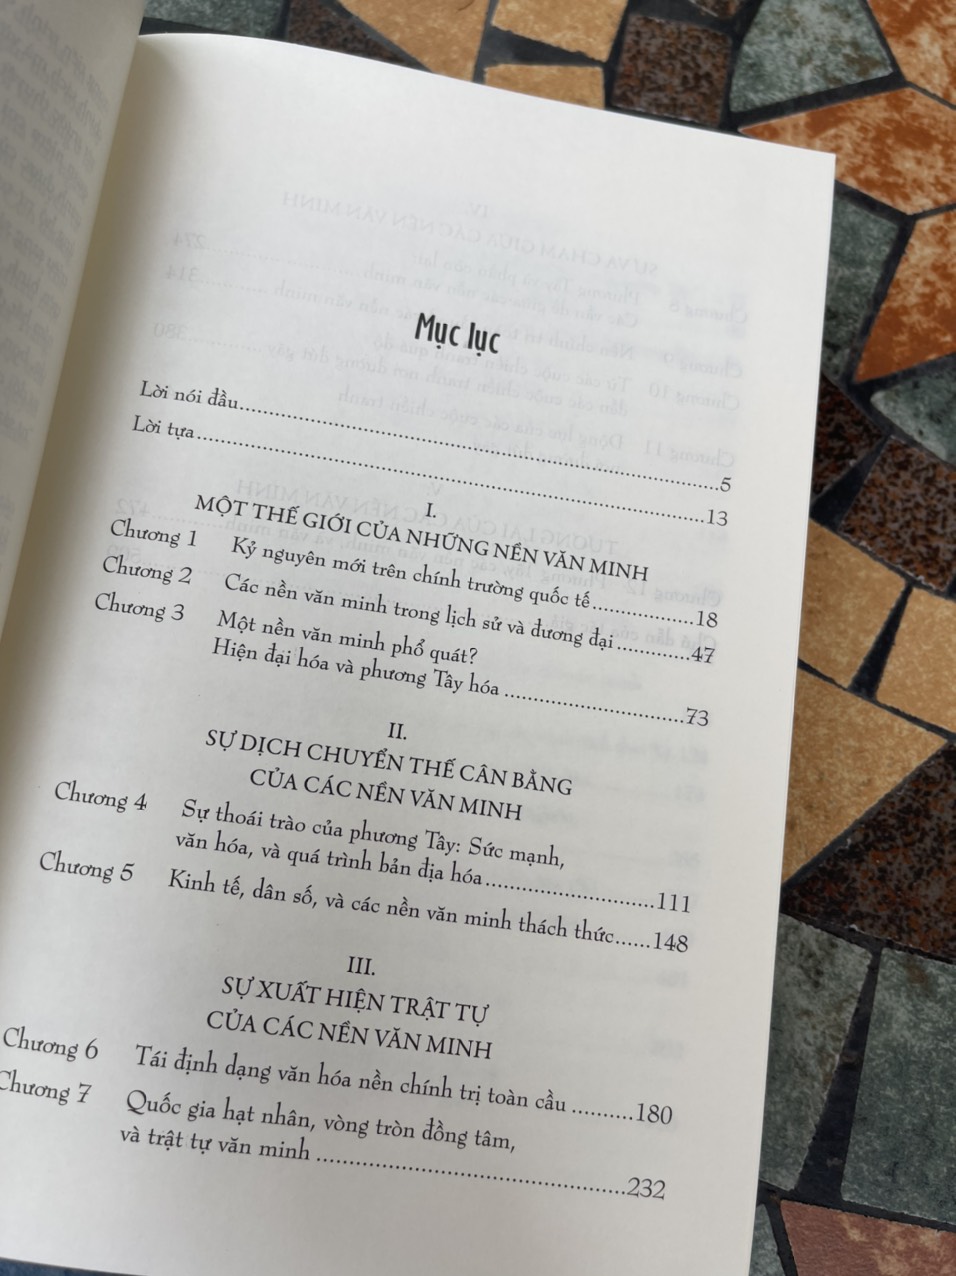 Mục lục
Lời nói đầu........................................................................5
Lời tựa..............................................................................13
I.
MỘT THẾ GIỚI CỦA NHỮNG NỀN VĂN MINH
Chương 1 Kỷ nguyên mới trên chính trường quốc tế...............18
Chương 2 Các nền văn minh trong lịch sử và đương đại............47
Chương 3 Một nền văn minh phổ quát?
Hiện đại hóa và phương Tây hóa..............................73
II.
SỰ DỊCH CHUYỂN THẾ CÂN BẰNG
CỦA CÁC NỀN VĂN MINH
Chương 4 Sự thoái trào của phương Tây: Sức mạnh,
văn hóa, và quá trình bản địa hóa...........................111
Chương 5 Kinh tế, dân số, và các nền văn minh thách thức......148
III.
SỰ XUẤT HIỆN TRẬT TỰ
CỦA CÁC NỀN VĂN MINH
Chương 6 Tái định dạng văn hóa nền chính trị toàn cầu..........180
Chương 7 Quốc gia hạt nhân, vòng tròn đồng tâm,
và trật tự văn minh ..................................................232